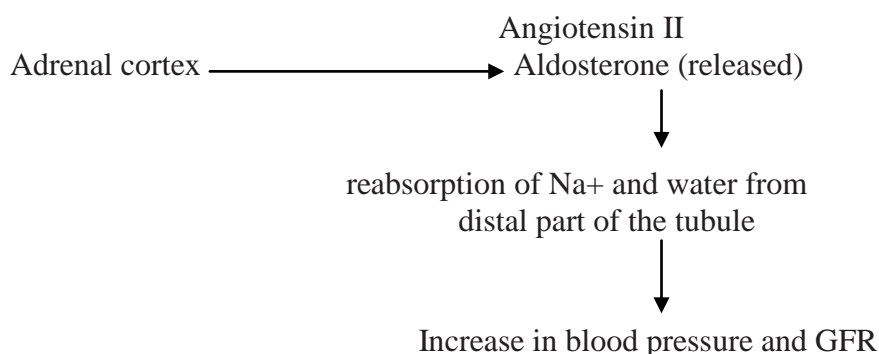 Angiotensin II
Adrenal cortex Aldosterone (released)
reabsorption of Na+ and water from
distal part of the tubule
Increase in blood pressure and GFR